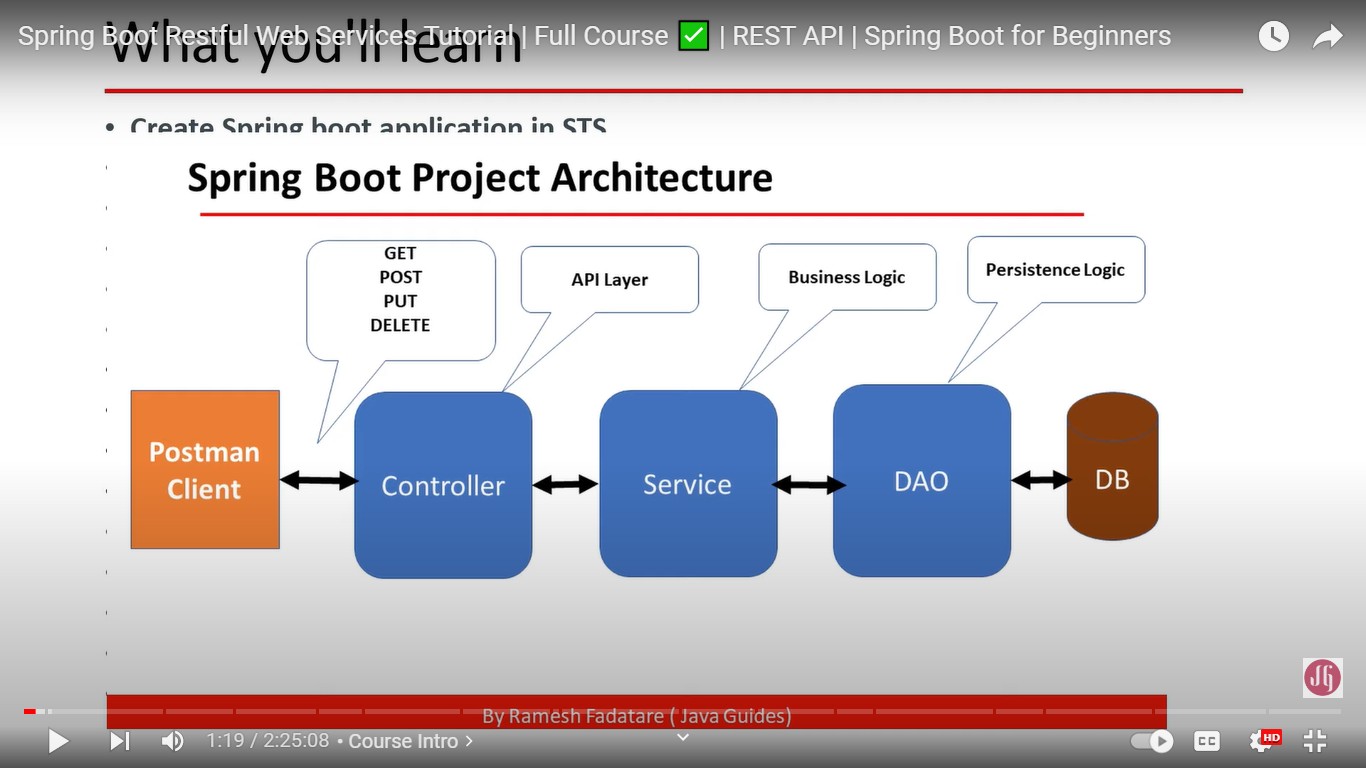 What you'll learn
Spring Boot Restful Web Services Tutorial | Full Course ✅ | REST API | Spring Boot for Beginners
• Create Spring boot application in STS
Spring Boot Project Architecture
GET
POST
PUT
DELETE
API Layer
Business Logic
Persistence Logic
Postman
Client
Controller
Service
DAO
DB
JG
By Ramesh Fadatare ( Java Guides)
1:19 / 2:25:08 • Course Intro >
CC
HD